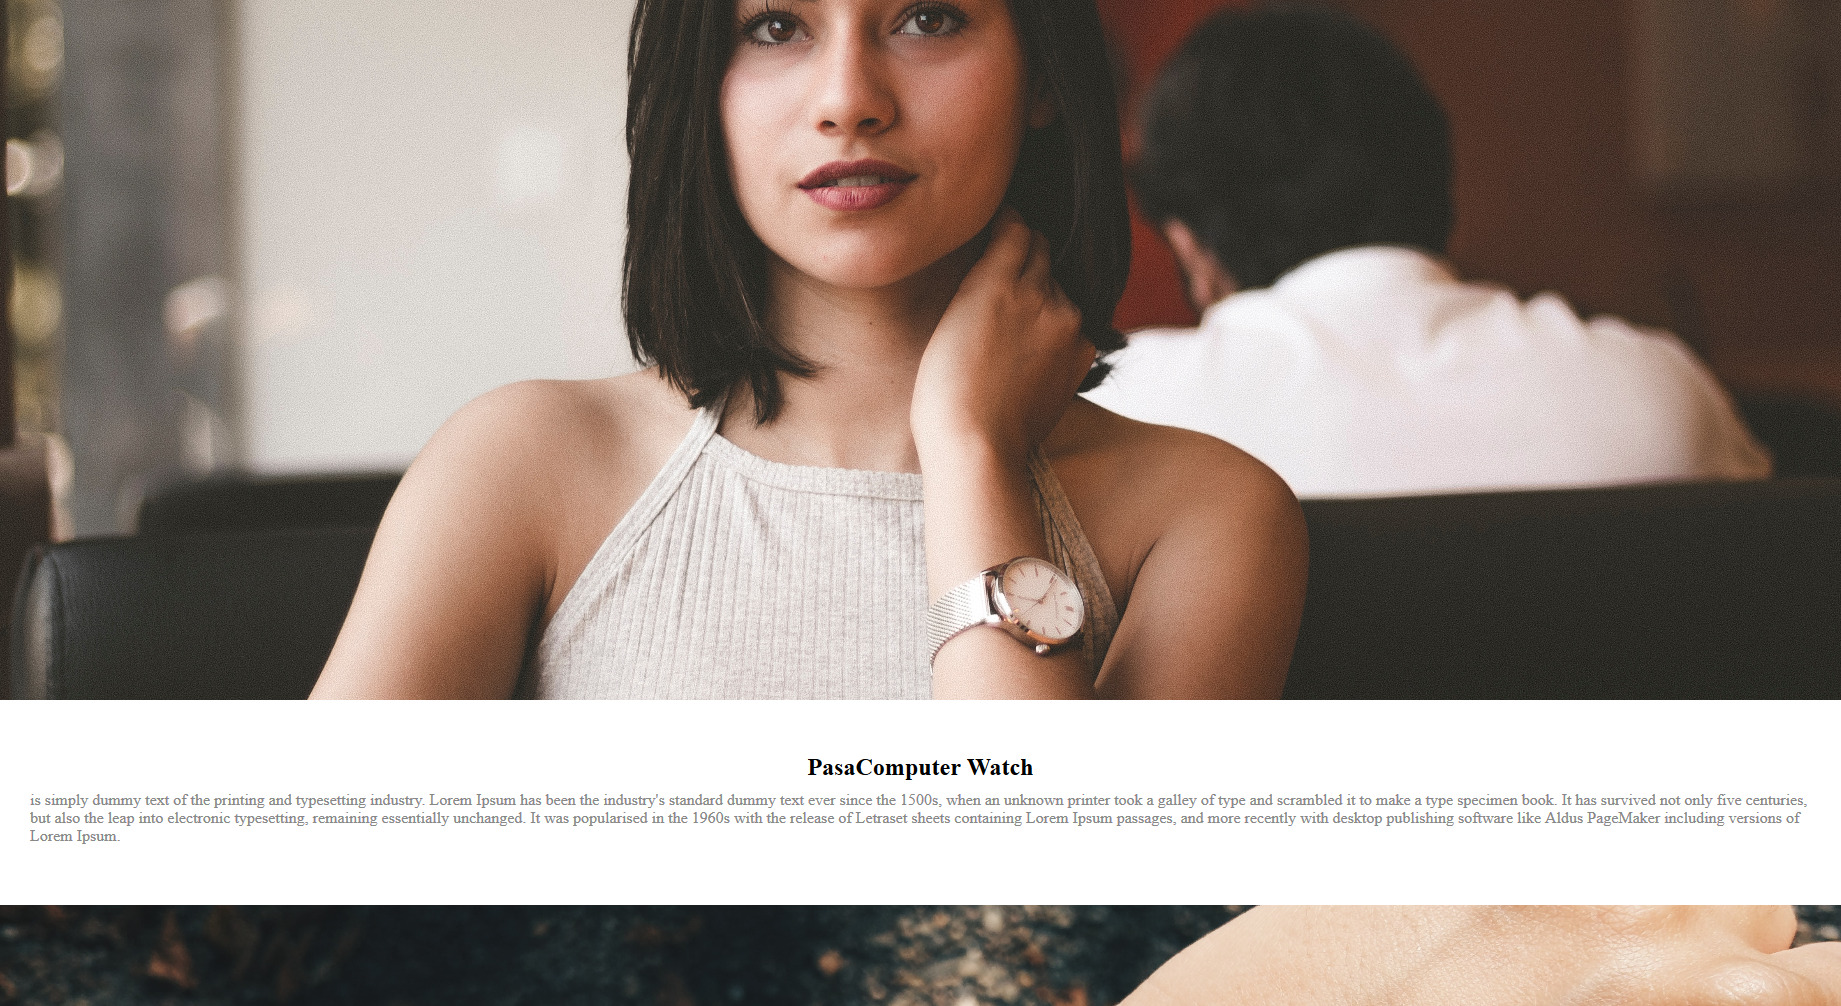 PasaComputer Watch
is simply dummy text of the printing and typesetting industry. Lorem Ipsum has been the industry's standard dummy text ever since the 1500s, when an unknown printer took a galley of type and scrambled it to make a type specimen book. It has survived not only five centuries,
but also the leap into electronic typesetting, remaining essentially unchanged. It was popularised in the 1960s with the release of Letraset sheets containing Lorem Ipsum passages, and more recently with desktop publishing software like Aldus PageMaker including versions of
Lorem Ipsum.